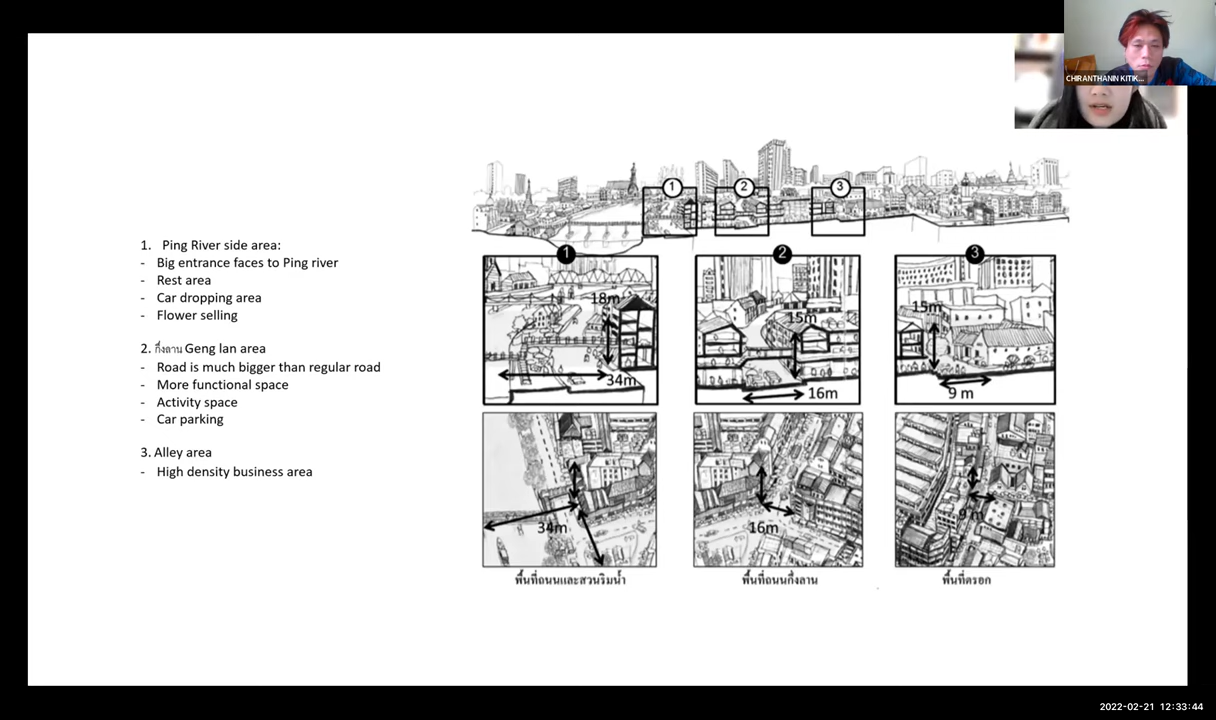 CHIRANTHANIN KITIK...
1. Ping River side area:
- Big entrance faces to Ping river
- Rest area
- Car dropping area
- Flower selling
2. กึ่งลาน Geng lan area
- Road is much bigger than regular road
- More functional space
- Activity space
- Car parking
3. Alley area
- High density business area
1 2 3
1 2 3
18m
34m
15m
16m
15m
9 m
34m
16m
9 m
พื้นที่ถนนและสวนริมน้ำ
พื้นที่ถนนกึ่งลาน
พื้นที่ตรอก
2022-02-21 12:33:44